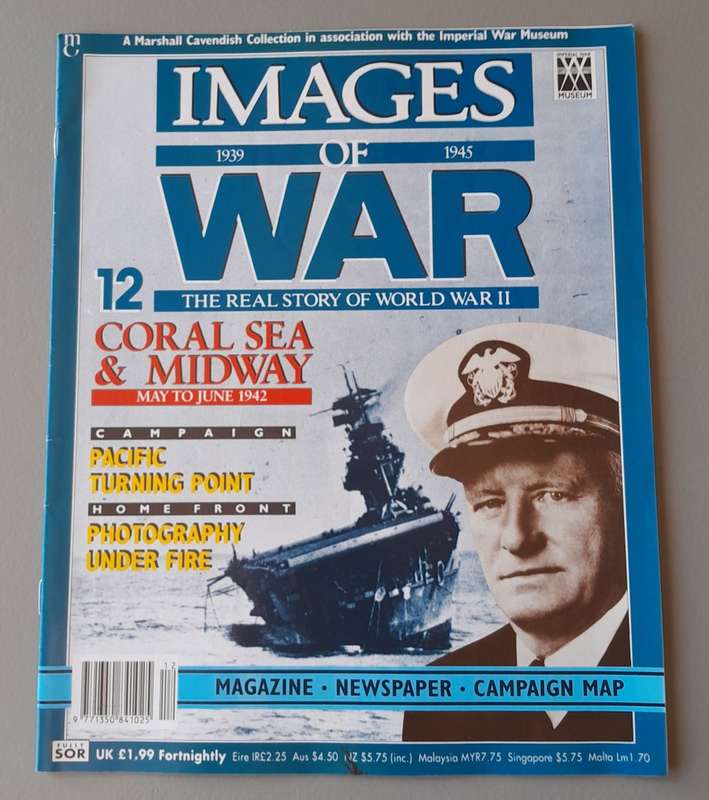 mc
A Marshall Cavendish Collection in association with the Imperial War Museum
IMPERIAL WAR
MUSEUM
IMAGES
1939 OF 1945
WAR
12
THE REAL STORY OF WORLD WAR II
CORAL SEA
& MIDWAY
MAY TO JUNE 1942
CAMPAIGN
PACIFIC
TURNING POINT
HOME FRONT
PHOTOGRAPHY
UNDER FIRE
12
9 771350 841025
MAGAZINE · NEWSPAPER · CAMPAIGN MAP
FULLY
SOR
UK £1.99 Fortnightly Eire IR£2.25 Aus $4.50 NZ $5.75 (inc.) Malaysia MYR7.75 Singapore $5.75 Malta Lm1.70